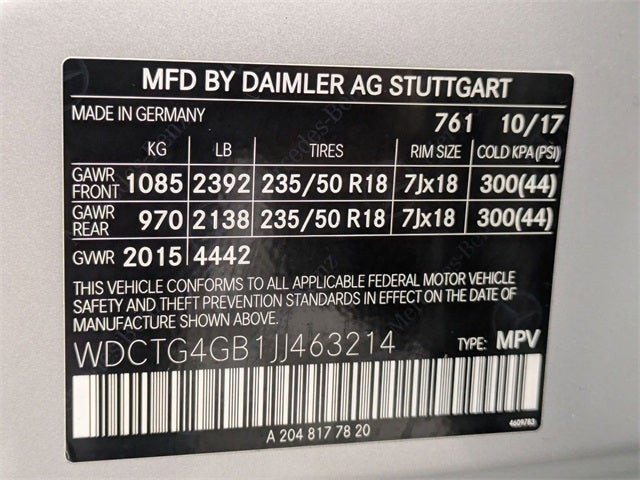 MFD BY DAIMLER AG STUTTGART
MADE IN GERMANY 761 10/17
KG LB TIRES RIM SIZE COLD KPA(PSI)
GAWR FRONT 1085 2392 235/50 R18 7Jx18 300(44)
GAWR REAR 970 2138 235/50 R18 7Jx18 300(44)
GVWR 2015 4442
THIS VEHICLE CONFORMS TO ALL APPLICABLE FEDERAL MOTOR VEHICLE
SAFETY AND THEFT PREVENTION STANDARDS IN EFFECT ON THE DATE OF
MANUFACTURE SHOWN ABOVE.
WDCTG4GB1JJ463214 TYPE: MPV
A 204 817 78 20
4609783